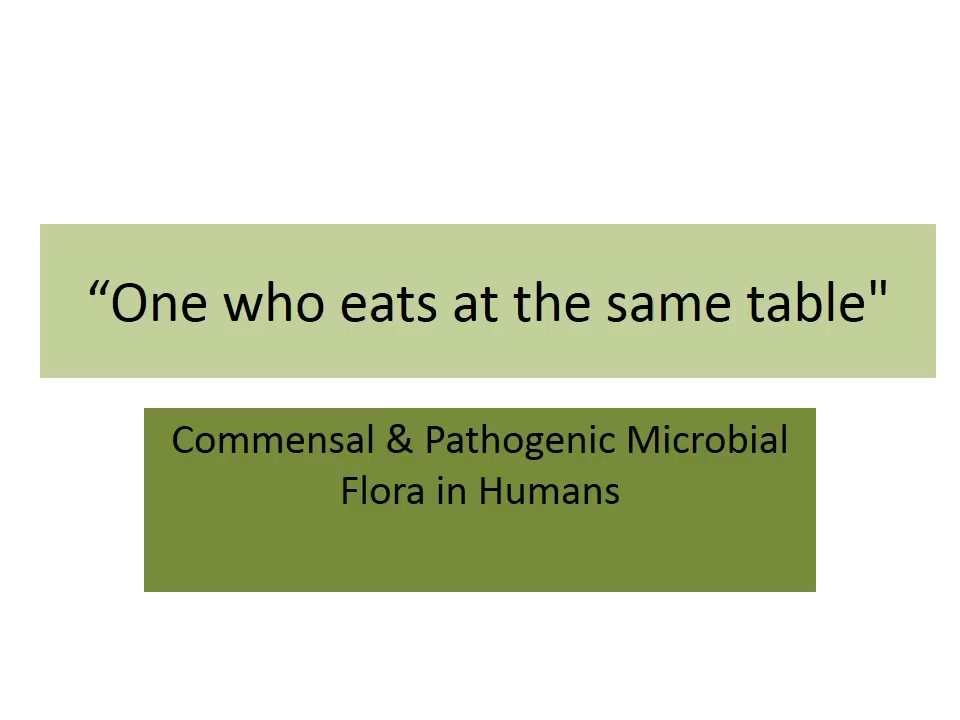 “One who eats at the same table"
Commensal & Pathogenic Microbial
Flora in Humans